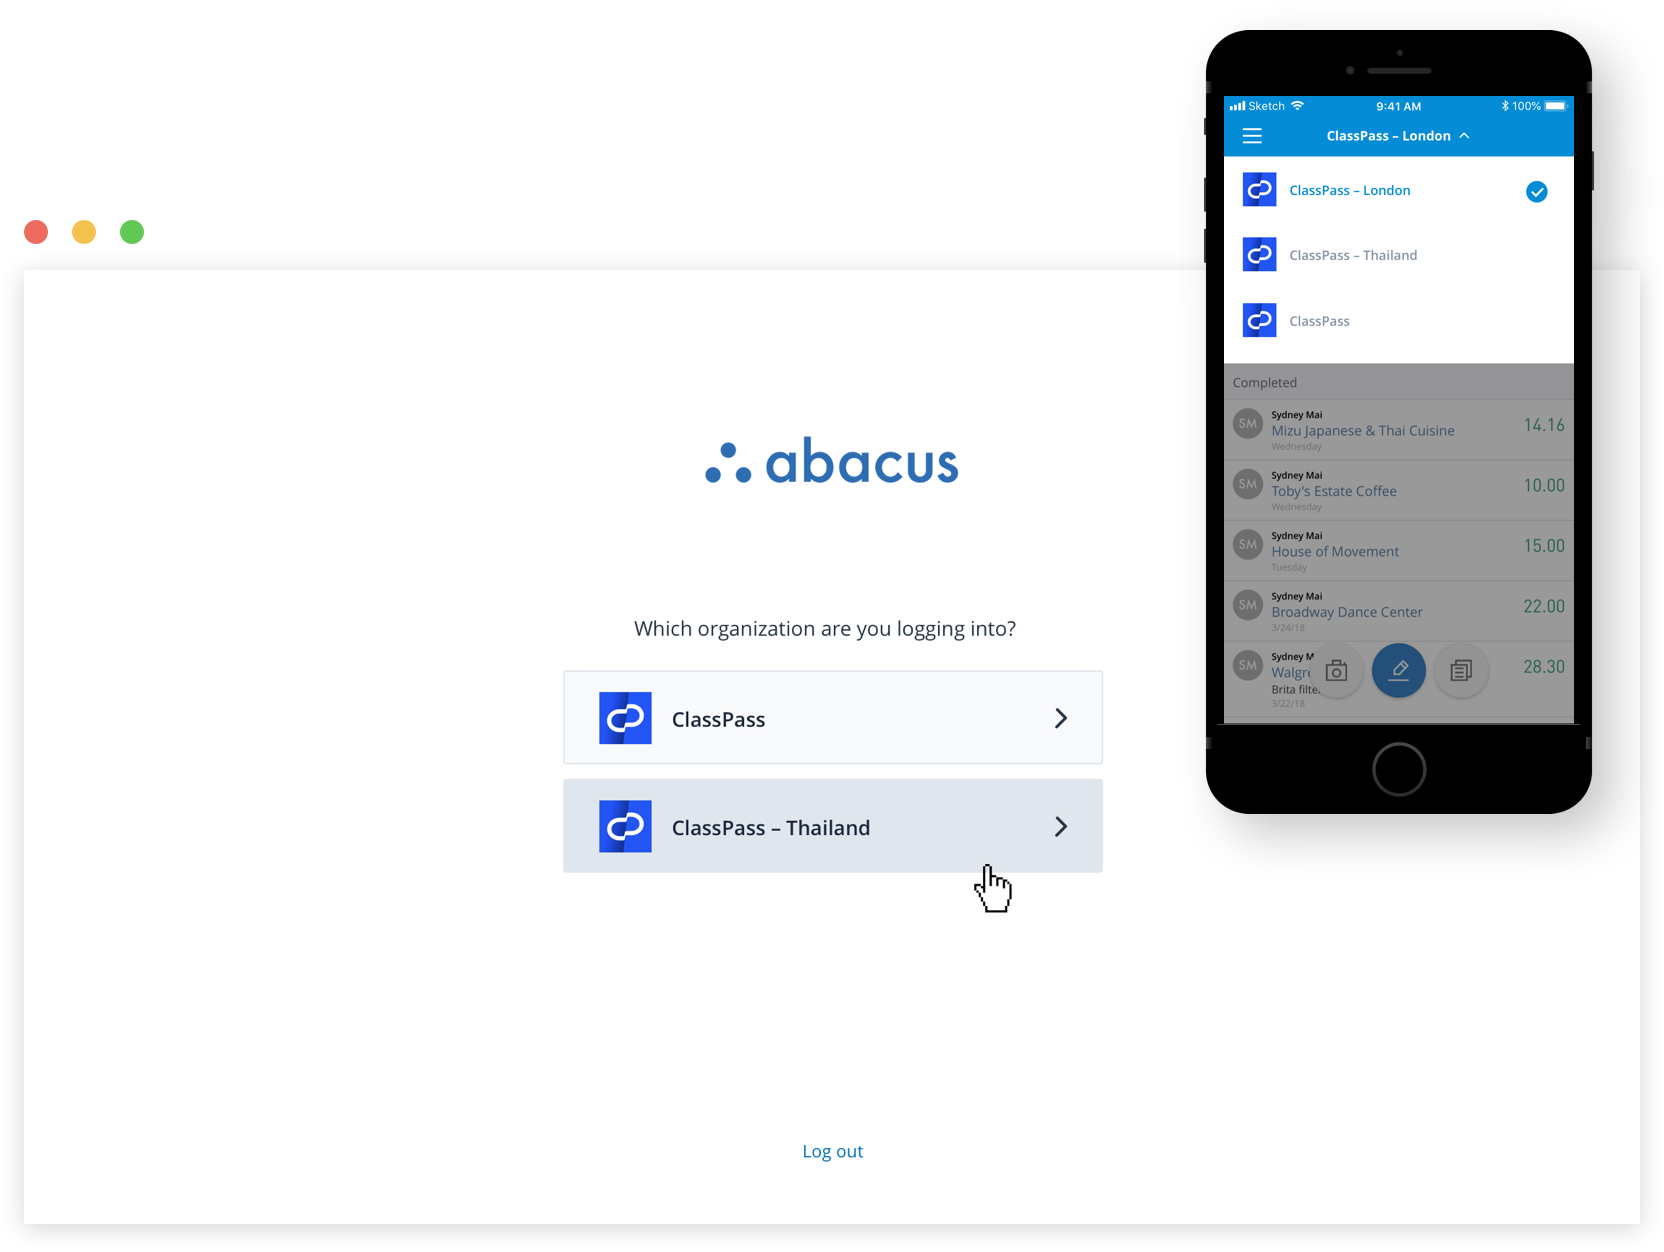 Sketch 9:41 AM 100%
ClassPass – London
ClassPass – London
ClassPass – Thailand
ClassPass
Completed
SM
Sydney Mai
Mizu Japanese & Thai Cuisine
Wednesday
14.16
SM
Sydney Mai
Toby's Estate Coffee
Wednesday
10.00
SM
Sydney Mai
House of Movement
Tuesday
15.00
SM
Sydney Mai
Broadway Dance Center
3/24/18
22.00
SM
Sydney M
Walgr
Brita filte
3/22/18
28.30
abacus
Which organization are you logging into?
ClassPass
ClassPass – Thailand
Log out